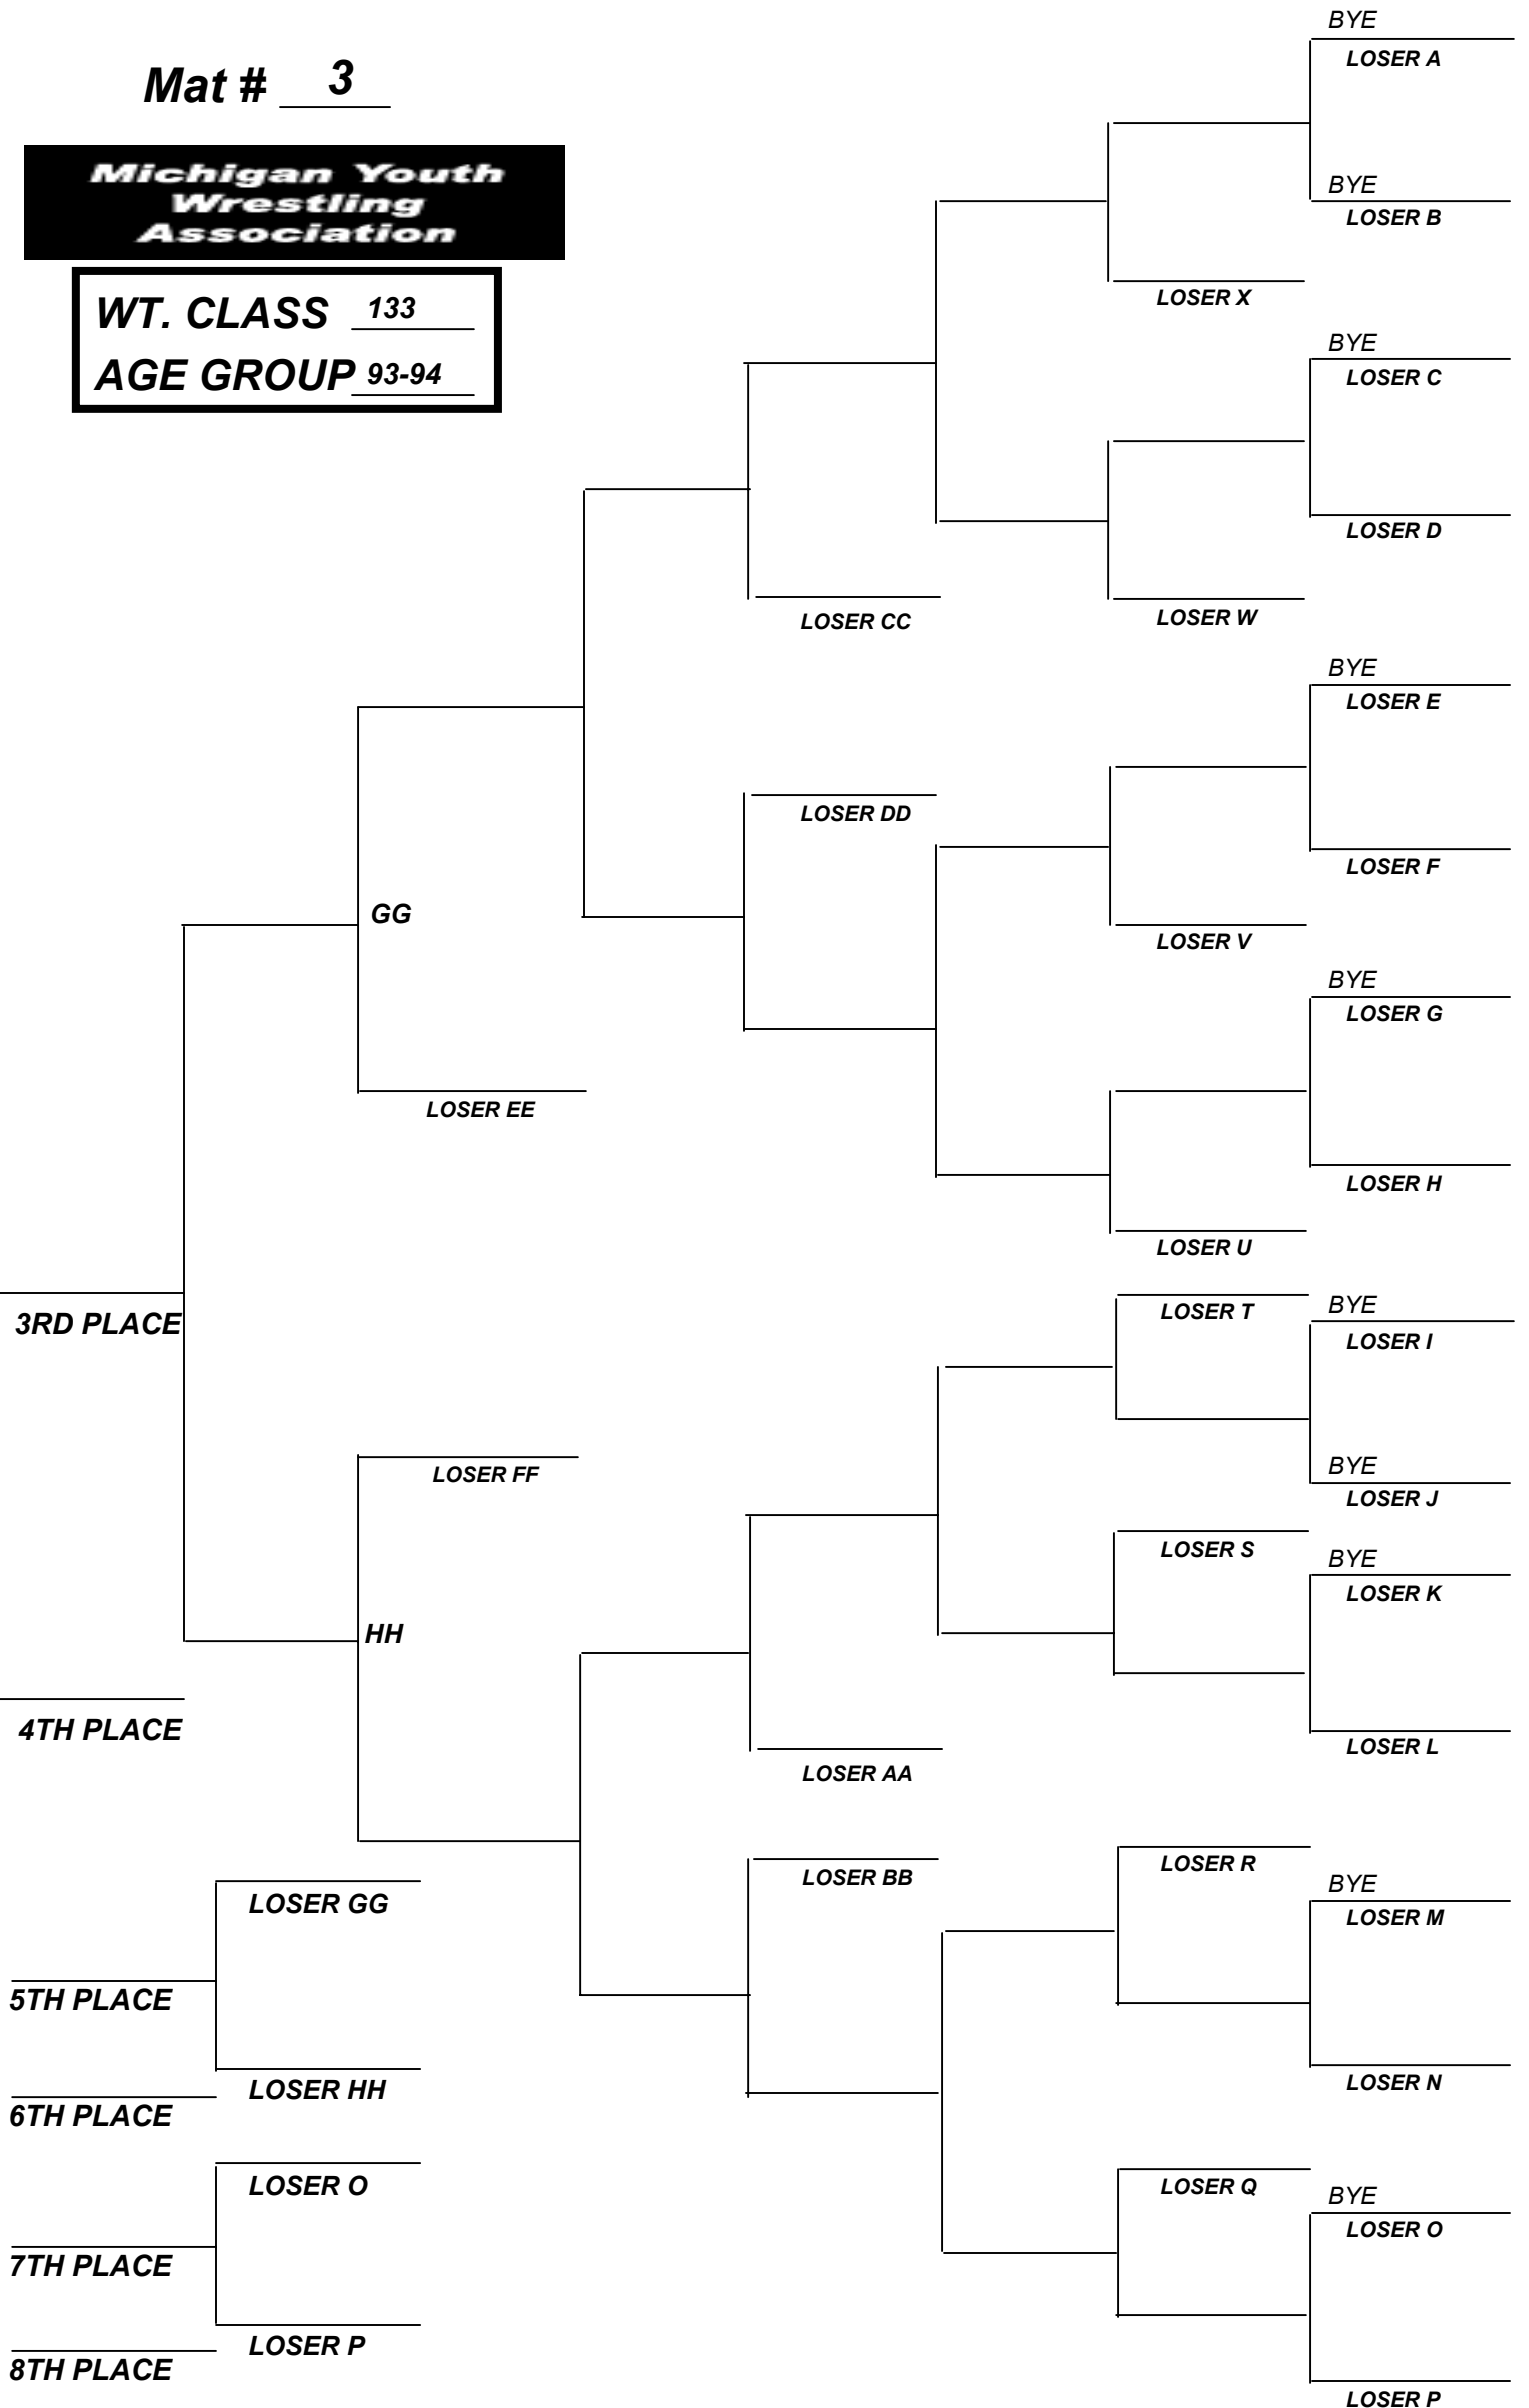 Mat # 3
Michigan Youth
Wrestling
Association
WT. CLASS 133
AGE GROUP 93-94
BYE
LOSER A
BYE
LOSER B
LOSER X
BYE
LOSER C
LOSER D
LOSER CC
LOSER W
BYE
LOSER E
LOSER DD
LOSER F
GG
LOSER V
BYE
LOSER G
LOSER EE
LOSER H
LOSER U
3RD PLACE
LOSER T
BYE
LOSER I
LOSER FF
BYE
LOSER J
LOSER S
BYE
LOSER K
HH
4TH PLACE
LOSER L
LOSER AA
LOSER BB
LOSER R
BYE
LOSER M
LOSER GG
5TH PLACE
LOSER HH
LOSER N
6TH PLACE
LOSER O
LOSER Q
BYE
LOSER O
7TH PLACE
LOSER P
8TH PLACE
LOSER P